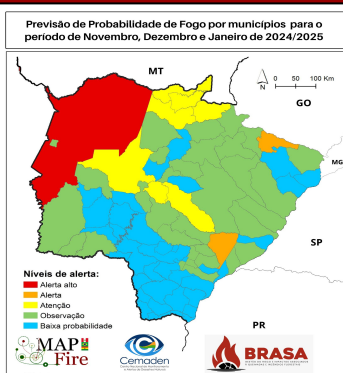 Previsão de Probabilidade de Fogo por municípios para o
período de Novembro, Dezembro e Janeiro de 2024/2025
MT
N
0 50 100 Km
GO
MG
SP
PR
Níveis de alerta:
Alerta alto
Alerta
Atenção
Observação
Baixa probabilidade
MAP
Fire
Cemaden
BRASA